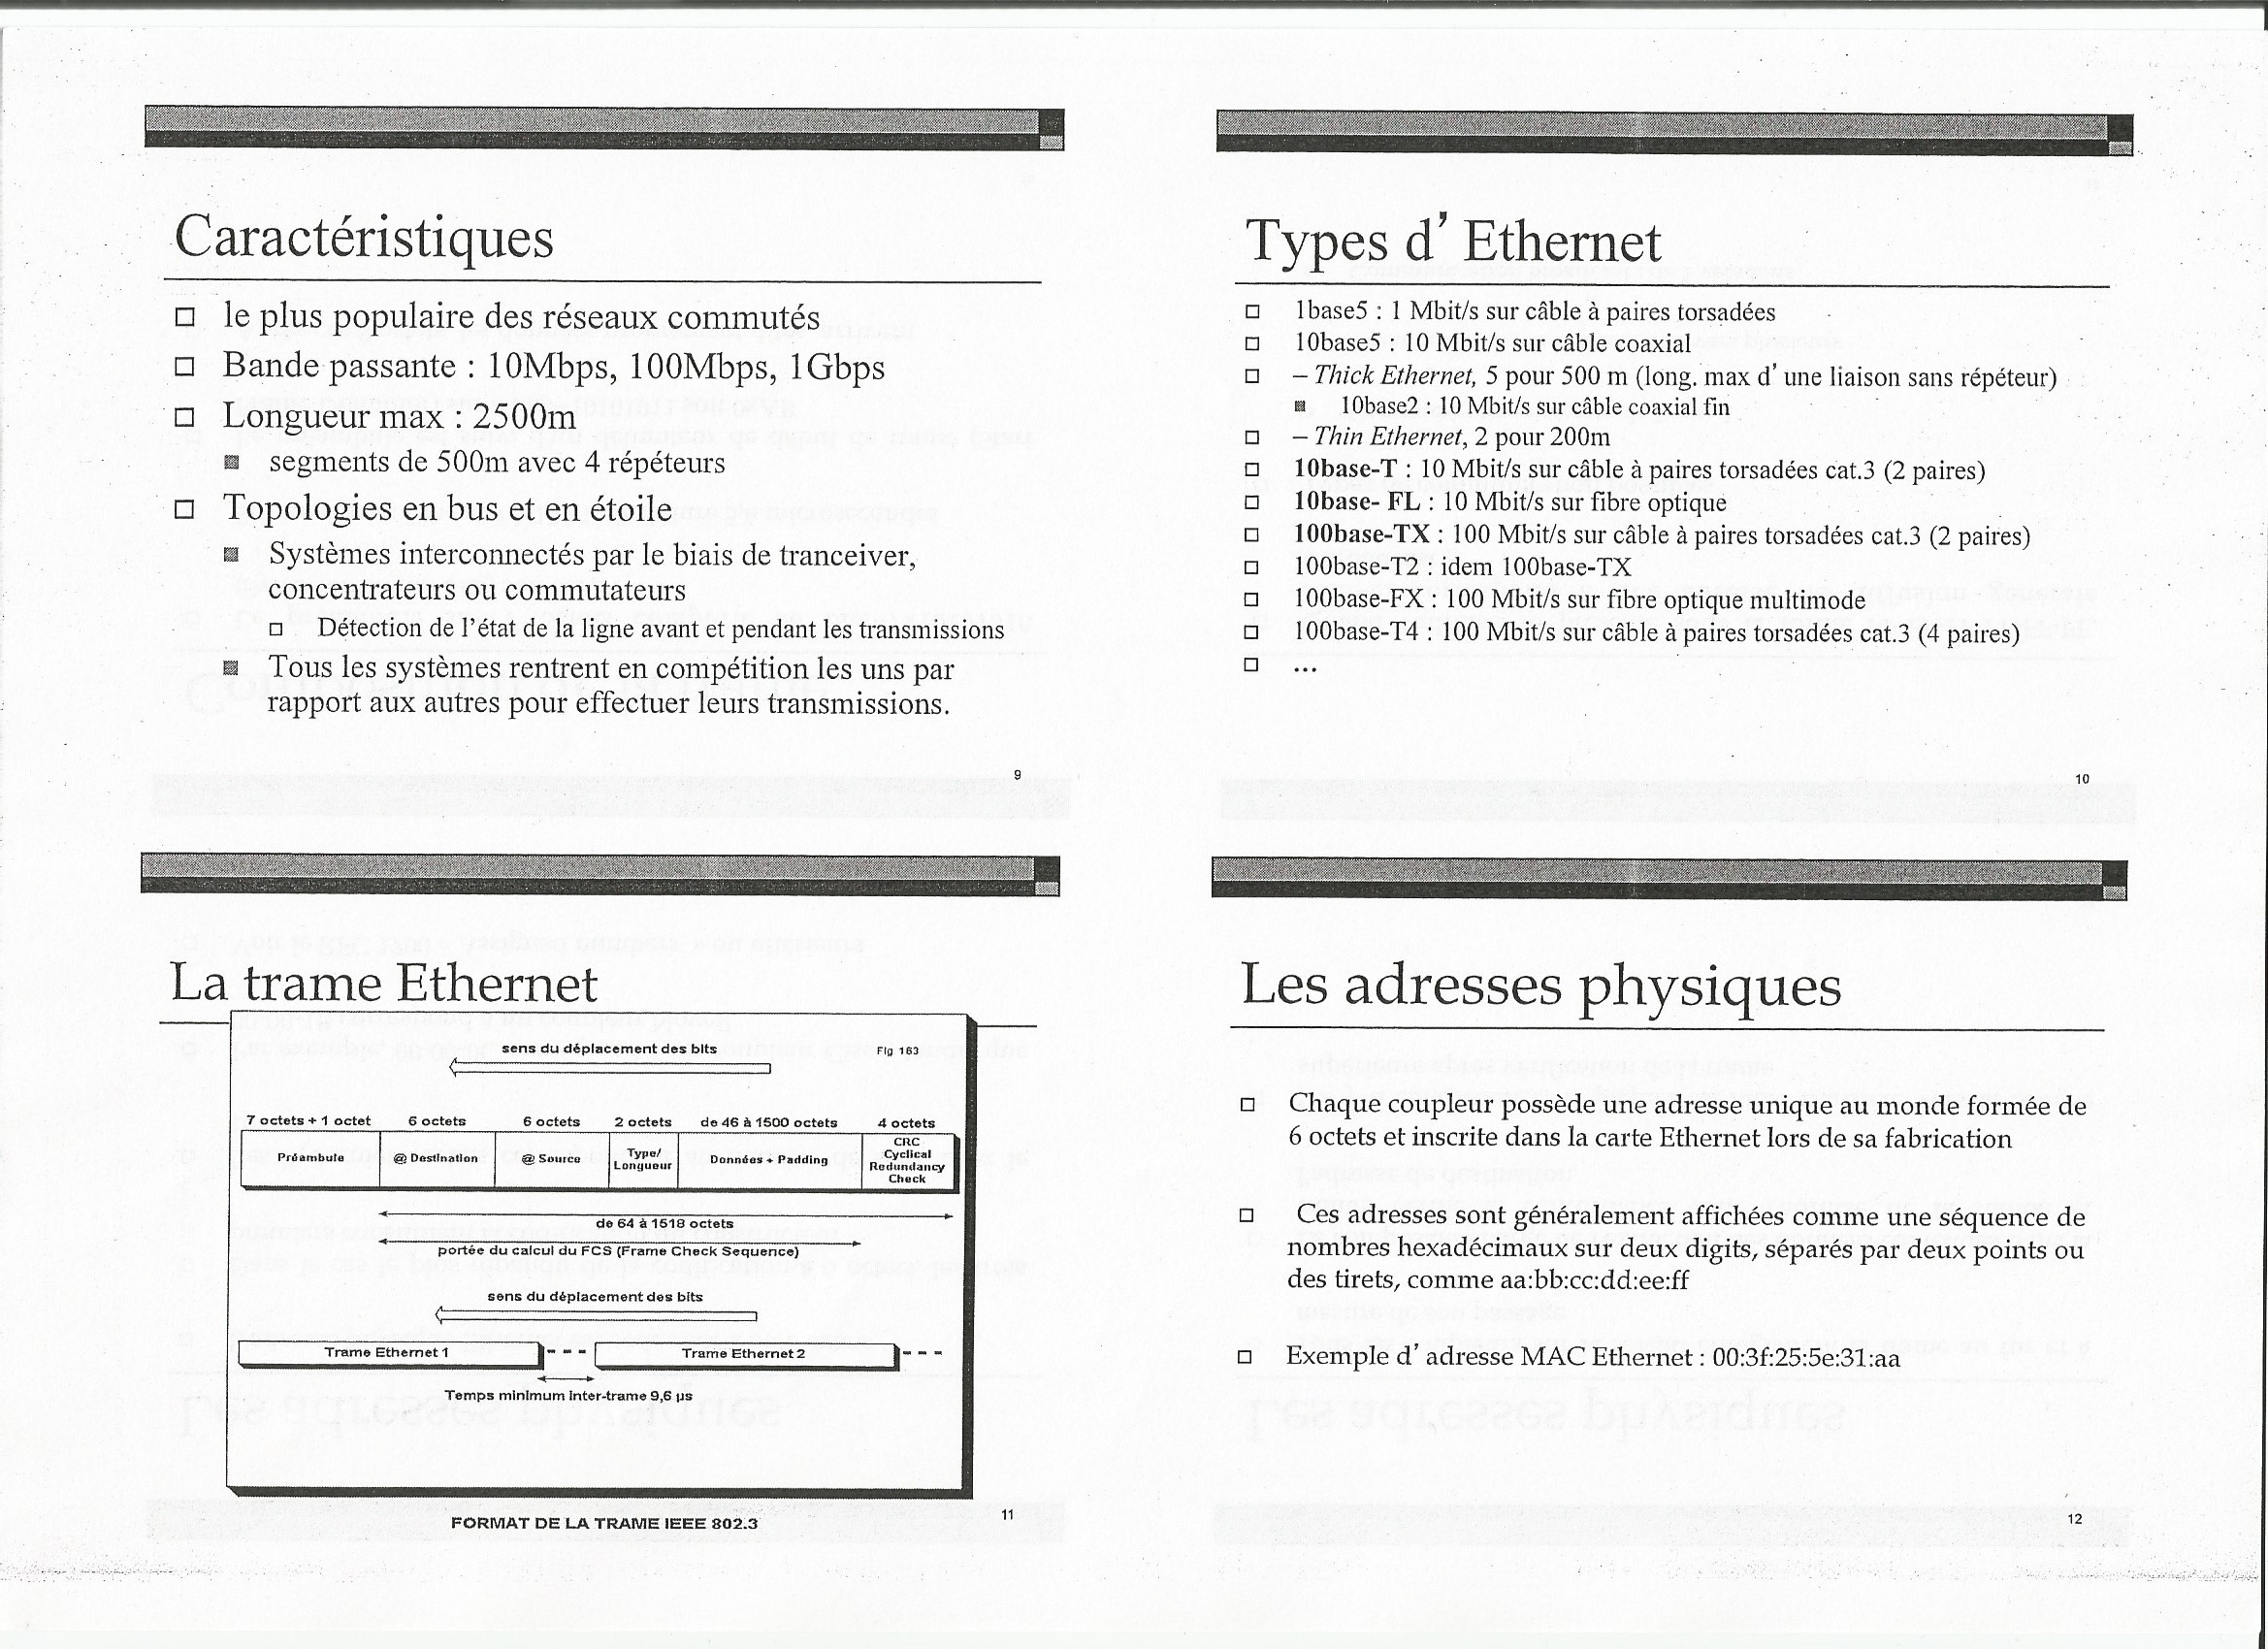 Caractéristiques
le plus populaire des réseaux commutés
Bande passante : 10Mbps, 100Mbps, 1Gbps
Longueur max : 2500m
segments de 500m avec 4 répéteurs
Topologies en bus et en étoile
Systèmes interconnectés par le biais de tranceiver,
concentrateurs ou commutateurs
Détection de l'état de la ligne avant et pendant les transmissions
Tous les systèmes rentrent en compétition les uns par
rapport aux autres pour effectuer leurs transmissions.
9
Types d' Ethernet
1base5 : 1 Mbit/s sur câble à paires torsadées
10base5 : 10 Mbit/s sur câble coaxial
– Thick Ethernet, 5 pour 500 m (long. max d' une liaison sans répéteur)
10base2 : 10 Mbit/s sur câble coaxial fin
– Thin Ethernet, 2 pour 200m
10base-T : 10 Mbit/s sur câble à paires torsadées cat.3 (2 paires)
10base- FL : 10 Mbit/s sur fibre optique
100base-TX : 100 Mbit/s sur câble à paires torsadées cat.3 (2 paires)
100base-T2 : idem 100base-TX
100base-FX : 100 Mbit/s sur fibre optique multimode
100base-T4 : 100 Mbit/s sur câble à paires torsadées cat.3 (4 paires)
...
10
La trame Ethernet
sens du déplacement des bits
Fig 163
7 octets + 1 octet 6 octets 6 octets 2 octets de 46 à 1500 octets 4 octets
Préambule @ Destination @ Source Type/ Longueur Données + Padding CRC Cyclical Redundancy Check
de 64 à 1518 octets
portée du calcul du FCS (Frame Check Sequence)
sens du déplacement des bits
Trame Ethernet 1 Trame Ethernet 2
Temps minimum inter-trame 9,6 µs
FORMAT DE LA TRAME IEEE 802.3
11
Les adresses physiques
Chaque coupleur possède une adresse unique au monde formée de
6 octets et inscrite dans la carte Ethernet lors de sa fabrication
Ces adresses sont généralement affichées comme une séquence de
nombres hexadécimaux sur deux digits, séparés par deux points ou
des tirets, comme aa:bb:cc:dd:ee:ff
Exemple d' adresse MAC Ethernet : 00:3f:25:5e:31:aa
12